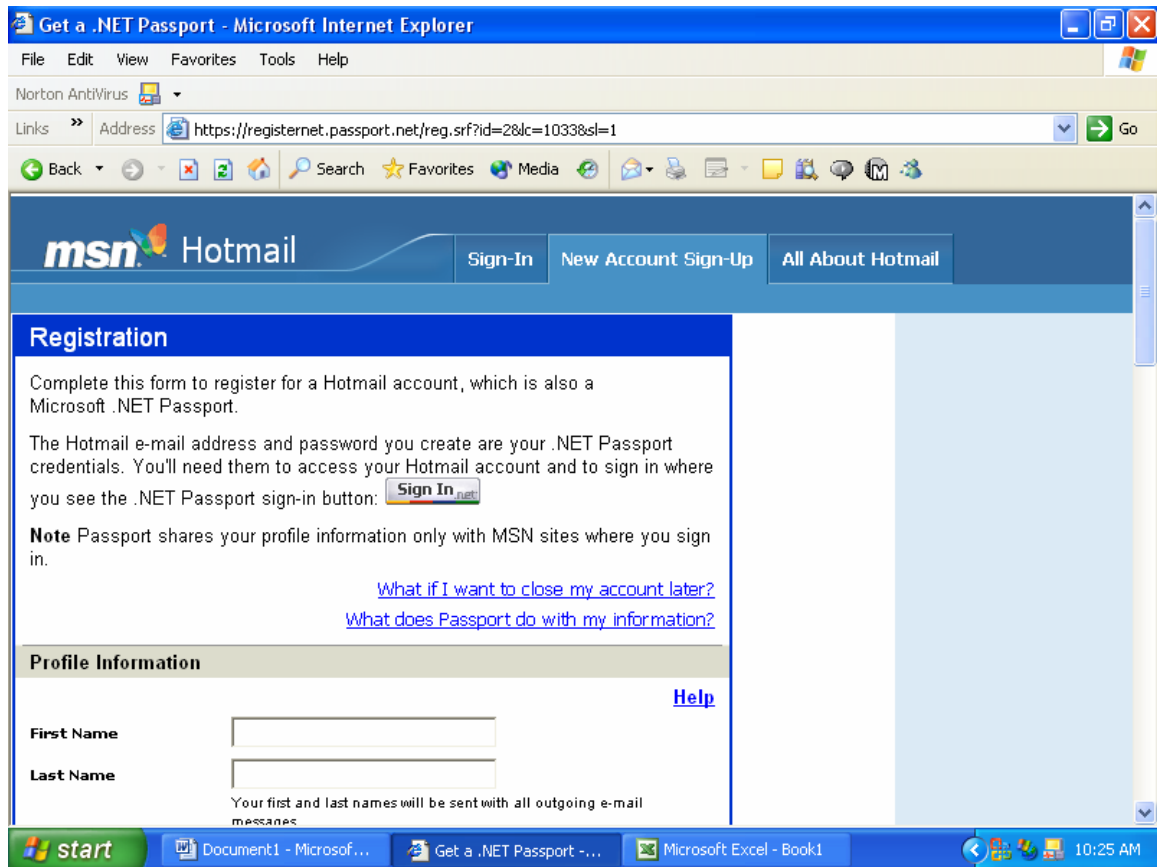 Get a .NET Passport - Microsoft Internet Explorer
File Edit View Favorites Tools Help
Norton AntiVirus
Links » Address https://registernet.passport.net/reg.srf?id=2&lc=1033&sl=1 Go
Back Search Favorites Media
msn Hotmail Sign-In New Account Sign-Up All About Hotmail
Registration
Complete this form to register for a Hotmail account, which is also a
Microsoft .NET Passport.
The Hotmail e-mail address and password you create are your .NET Passport
credentials. You'll need them to access your Hotmail account and to sign in where
you see the .NET Passport sign-in button: Sign In .net
Note Passport shares your profile information only with MSN sites where you sign
in.
What if I want to close my account later?
What does Passport do with my information?
Profile Information
Help
First Name
Last Name
Your first and last names will be sent with all outgoing e-mail
messages
start Document1 - Microsof... Get a .NET Passport -... Microsoft Excel - Book1 10:25 AM